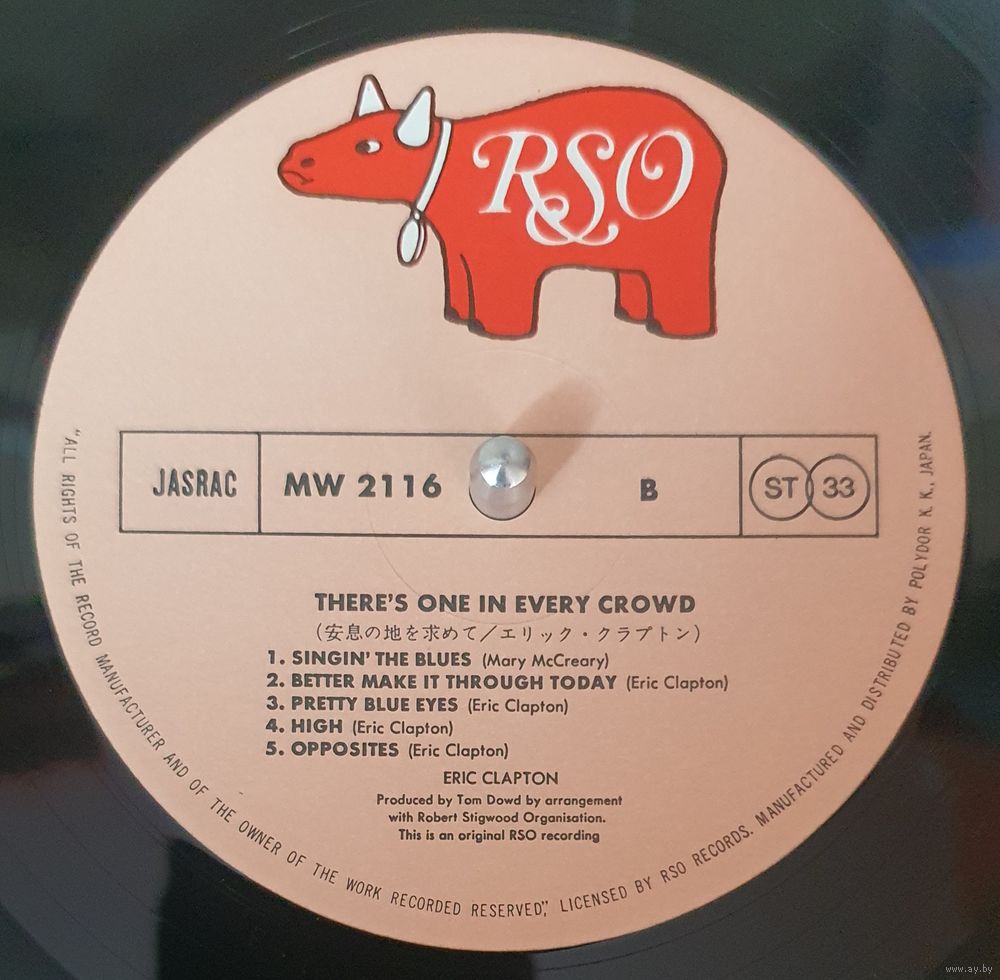 RSO
JASRAC
MW 2116
B
ST 33
THERE'S ONE IN EVERY CROWD
(安息の地を求めて/エリック・クラプトン)
1. SINGIN' THE BLUES (Mary McCreary)
2. BETTER MAKE IT THROUGH TODAY (Eric Clapton)
3. PRETTY BLUE EYES (Eric Clapton)
4. HIGH (Eric Clapton)
5. OPPOSITES (Eric Clapton)
ERIC CLAPTON
Produced by Tom Dowd by arrangement
with Robert Stigwood Organisation.
This is an original RSO recording
"ALL RIGHTS OF THE RECORD MANUFACTURER AND OF THE OWNER OF THE WORK RECORDED RESERVED", LICENSED BY RSO RECORDS. MANUFACTURED AND DISTRIBUTED BY POLYDOR K. K., JAPAN.
www.ay.by